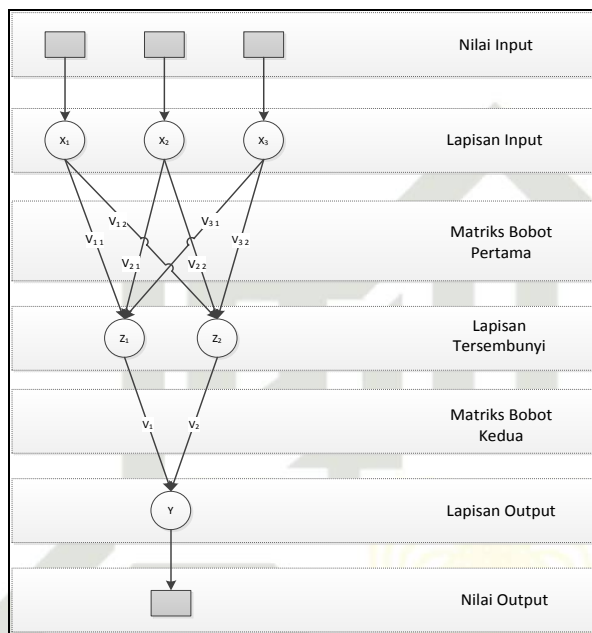 Nilai Input
X₁ X₂ X₃ Lapisan Input
V₁ ₂ V₃ ₁
V₁ ₁ V₂ ₁ V₂ ₂ V₃ ₂
Matriks Bobot
Pertama
Z₁ Z₂
Lapisan
Tersembunyi
V₁ V₂
Matriks Bobot
Kedua
Y Lapisan Output
Nilai Output